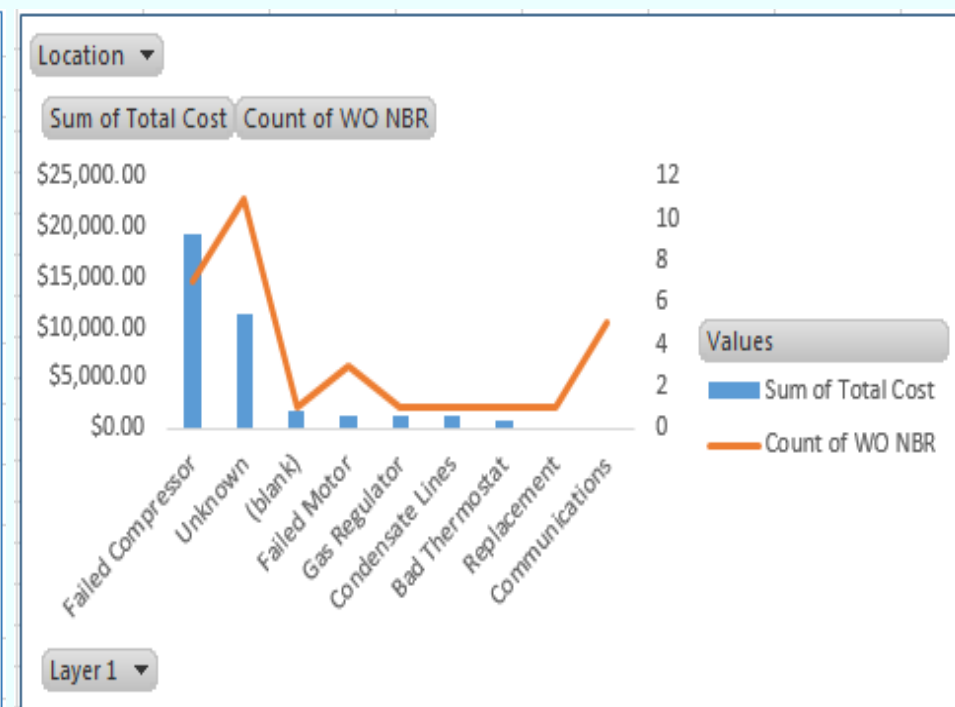 Location
Sum of Total Cost Count of WO NBR
$25,000.00
$20,000.00
$15,000.00
$10,000.00
$5,000.00
$0.00
12
10
8
6
4
2
0
Failed Compressor
Unknown
(blank)
Failed Motor
Gas Regulator
Condensate Lines
Bad Thermostat
Replacement
Communications
Values
Sum of Total Cost
Count of WO NBR
Layer 1